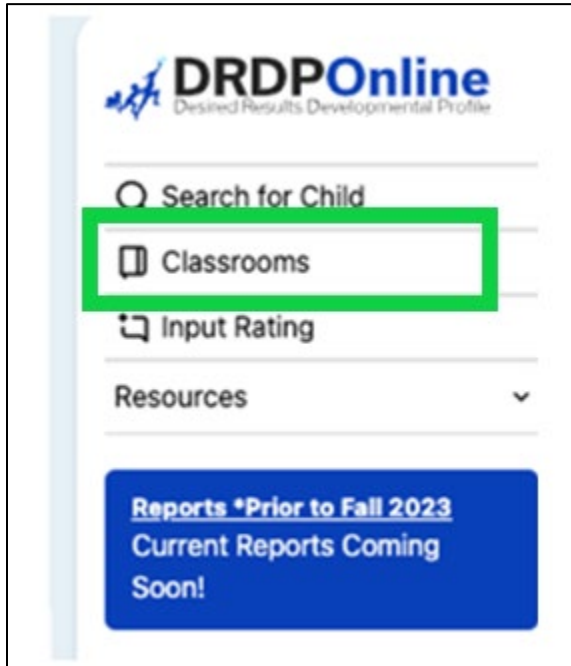 DRDPOnline
Desired Results Developmental Profile
Search for Child
Classrooms
Input Rating
Resources
Reports *Prior to Fall 2023
Current Reports Coming
Soon!